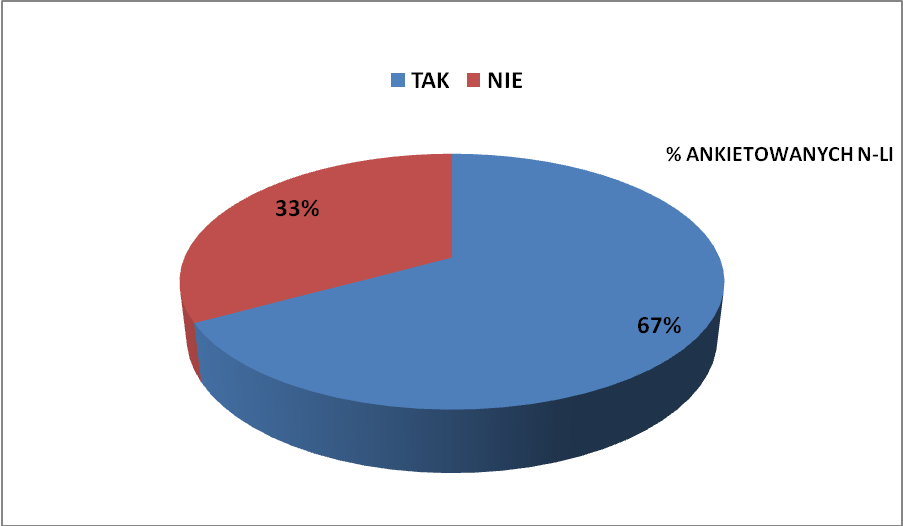 TAK NIE
% ANKIETOWANYCH N-LI
33%
67%